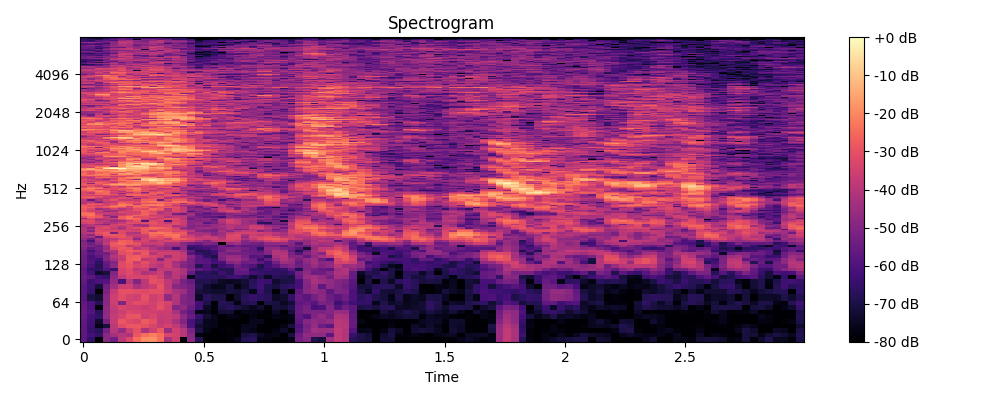 Spectrogram
Hz
4096
2048
1024
512
256
128
64
0
0
0.5
1
1.5
2
2.5
Time
+0 dB
-10 dB
-20 dB
-30 dB
-40 dB
-50 dB
-60 dB
-70 dB
-80 dB